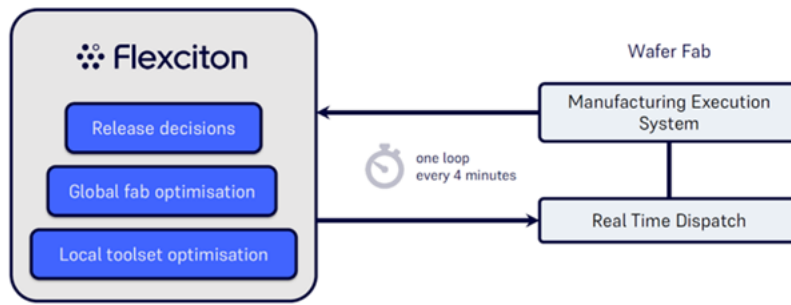 Flexciton
Release decisions
Global fab optimisation
Local toolset optimisation
one loop
every 4 minutes
Wafer Fab
Manufacturing Execution
System
Real Time Dispatch